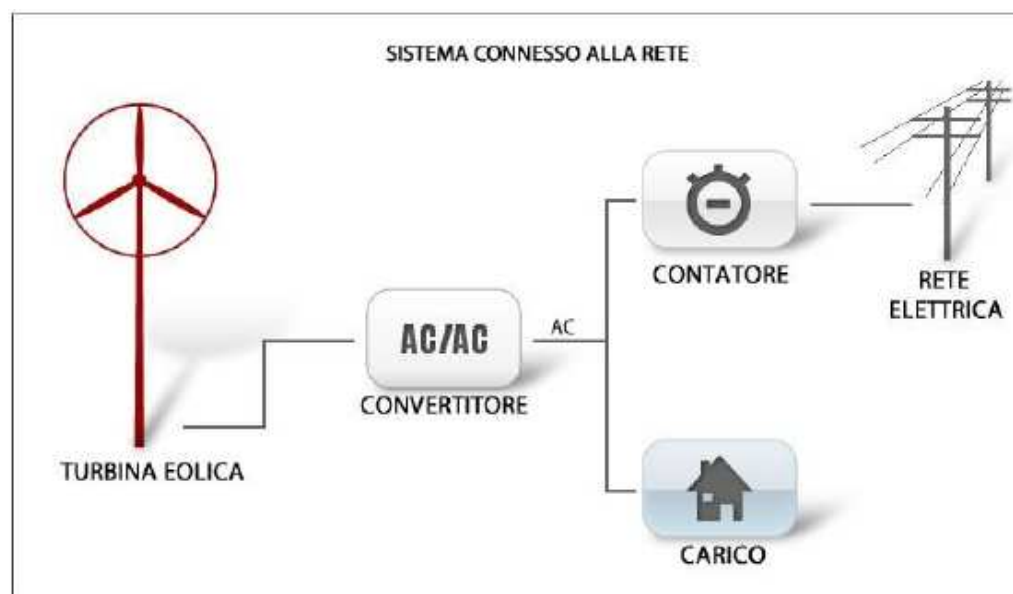 SISTEMA CONNESSO ALLA RETE
CONTATORE
RETE
ELETTRICA
AC/AC
AC
CONVERTITORE
TURBINA EOLICA
CARICO